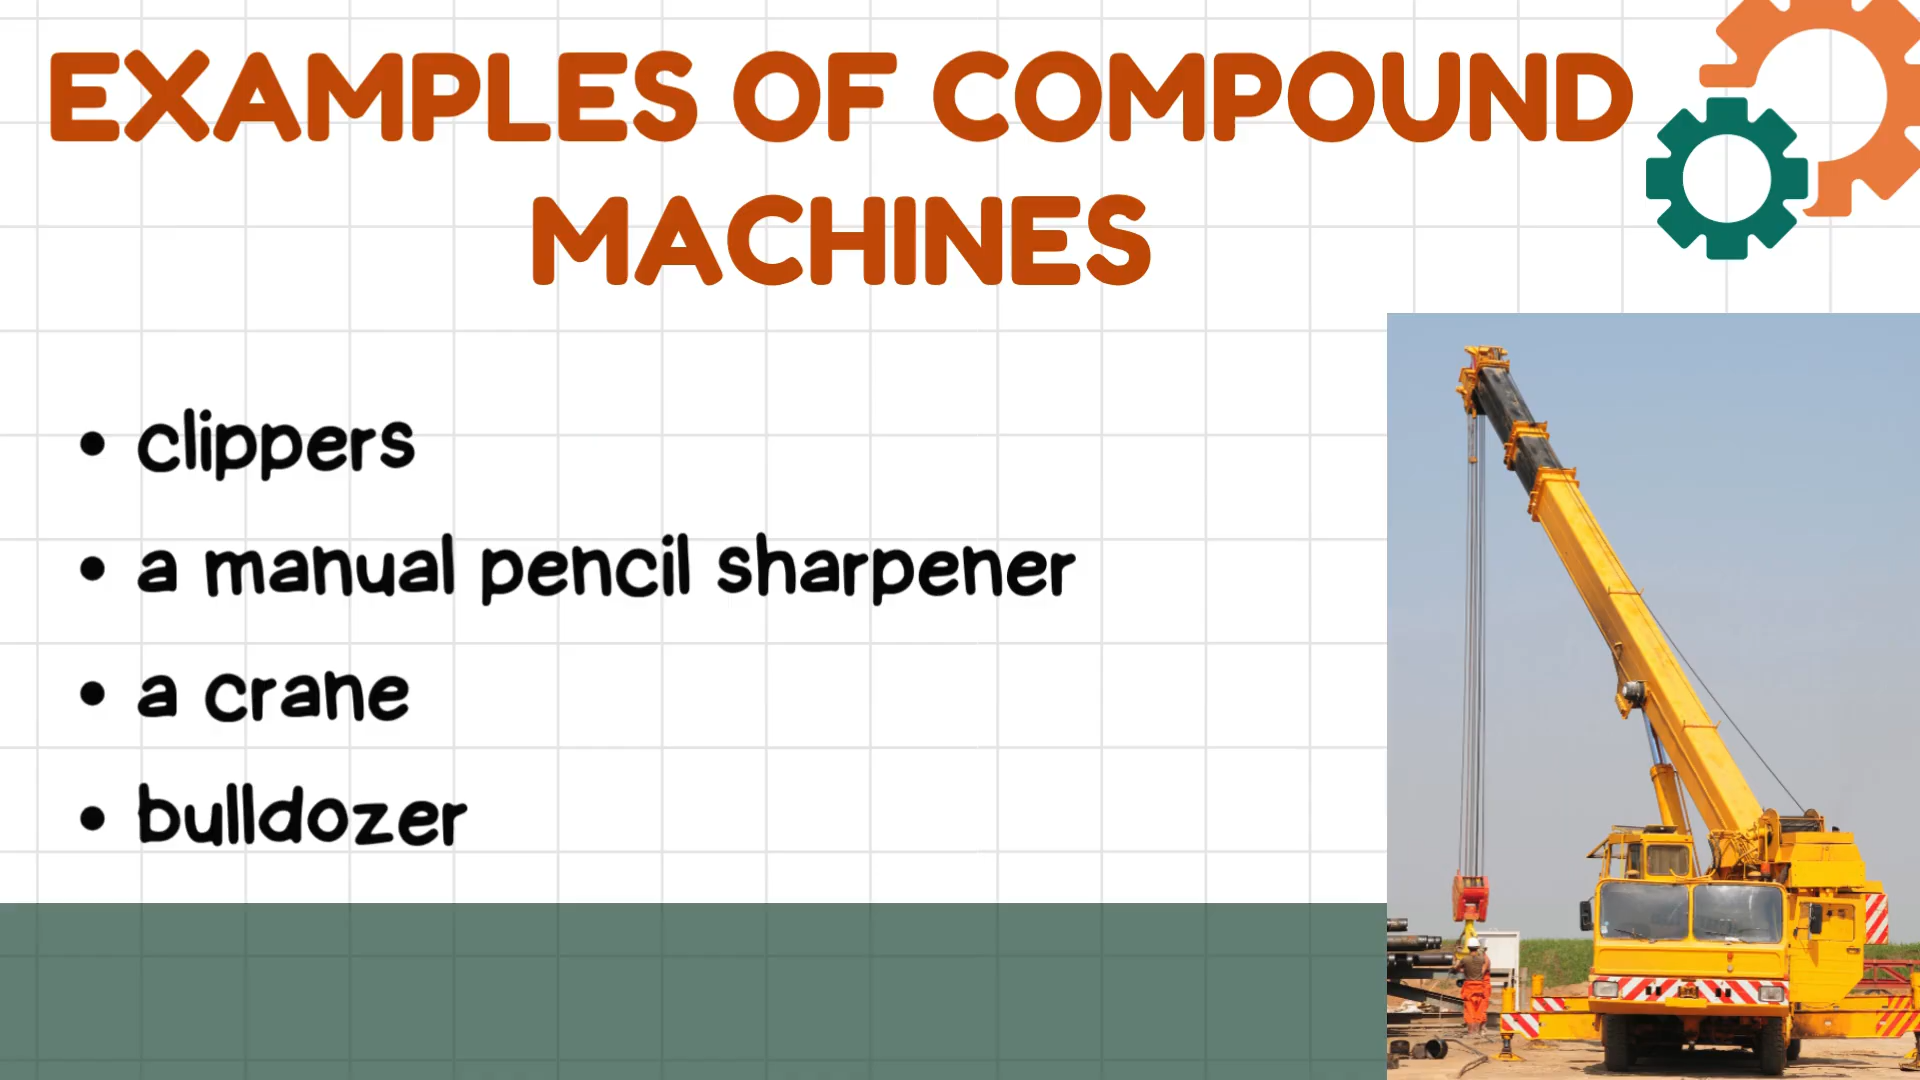 EXAMPLES OF COMPOUND
MACHINES
• clippers
• a manual pencil sharpener
• a crane
• bulldozer